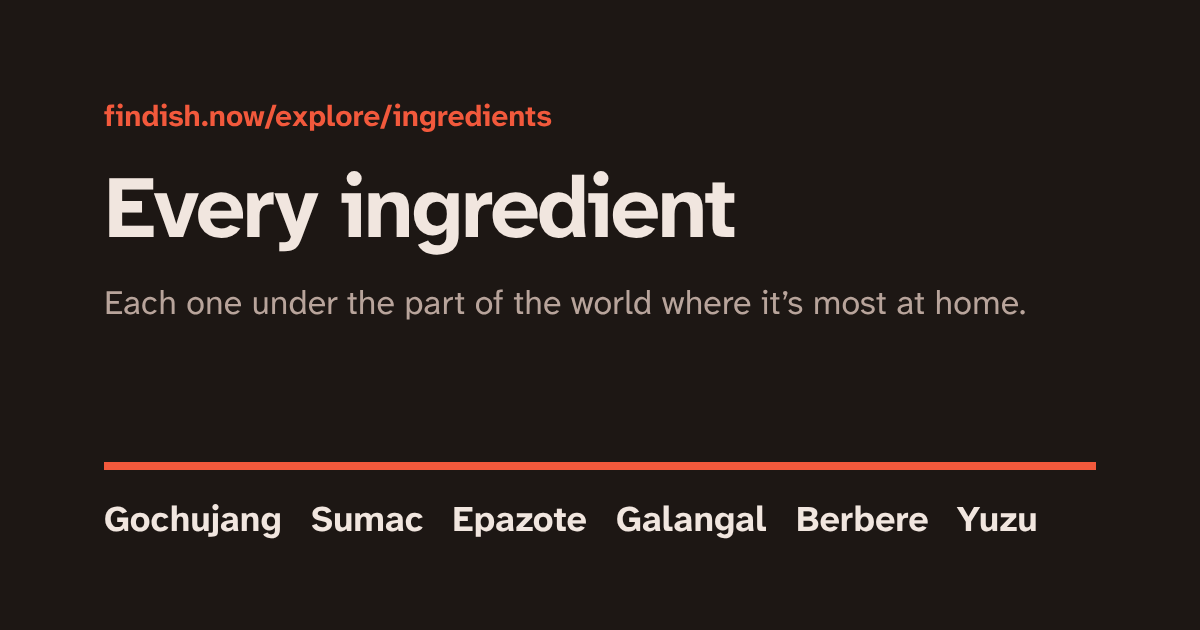 findish.now/explore/ingredients
Every ingredient
Each one under the part of the world where it’s most at home.
Gochujang Sumac Epazote Galangal Berbere Yuzu